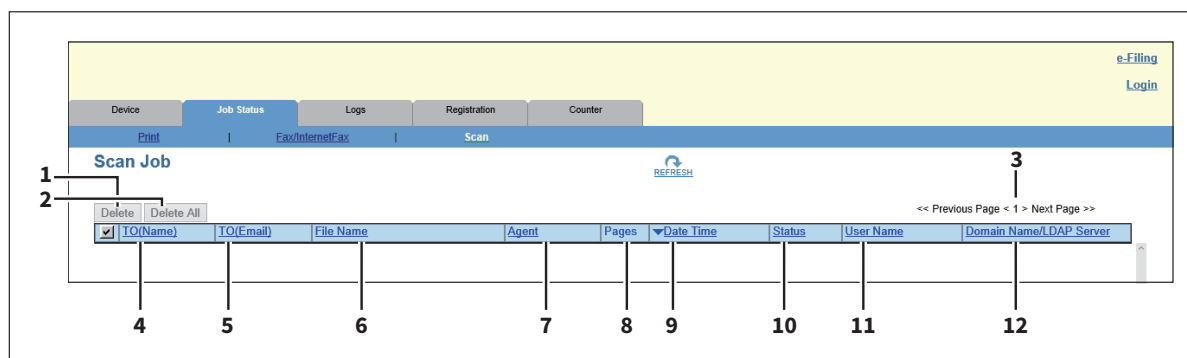 e-Filing
Login
Device Job Status Logs Registration Counter
Print | Fax/InternetFax | Scan
Scan Job
REFRESH
1
2
3
Delete Delete All
<< Previous Page < 1 > Next Page >>
TO(Name) TO(Email) File Name Agent Pages Date Time Status User Name Domain Name/LDAP Server
4 5 6 7 8 9 10 11 12